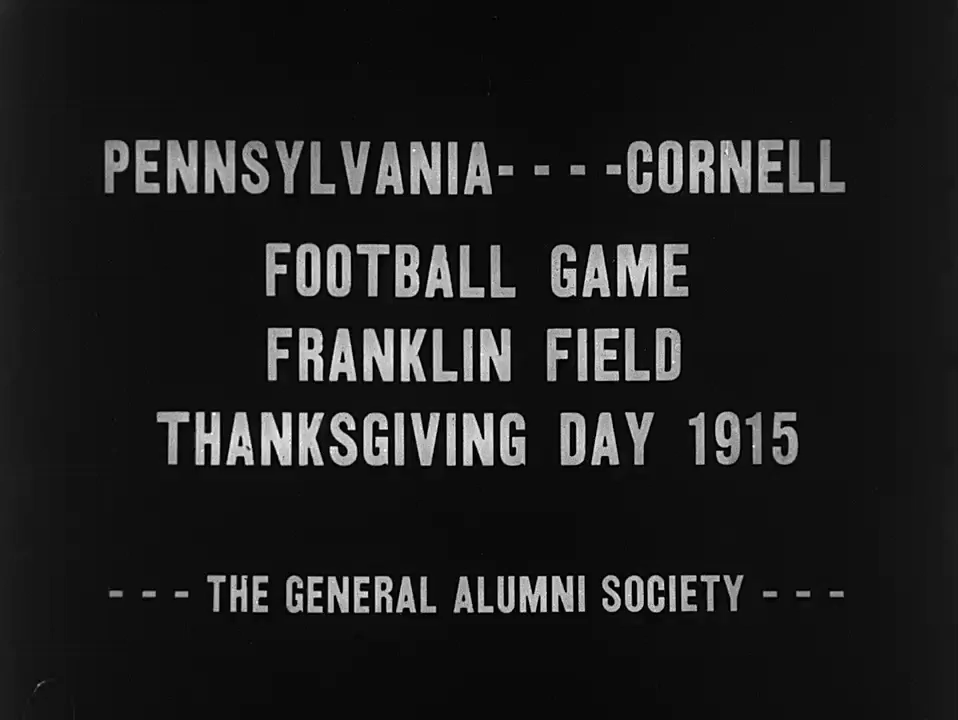 PENNSYLVANIA- - - -CORNELL
FOOTBALL GAME
FRANKLIN FIELD
THANKSGIVING DAY 1915
- - - THE GENERAL ALUMNI SOCIETY - - -